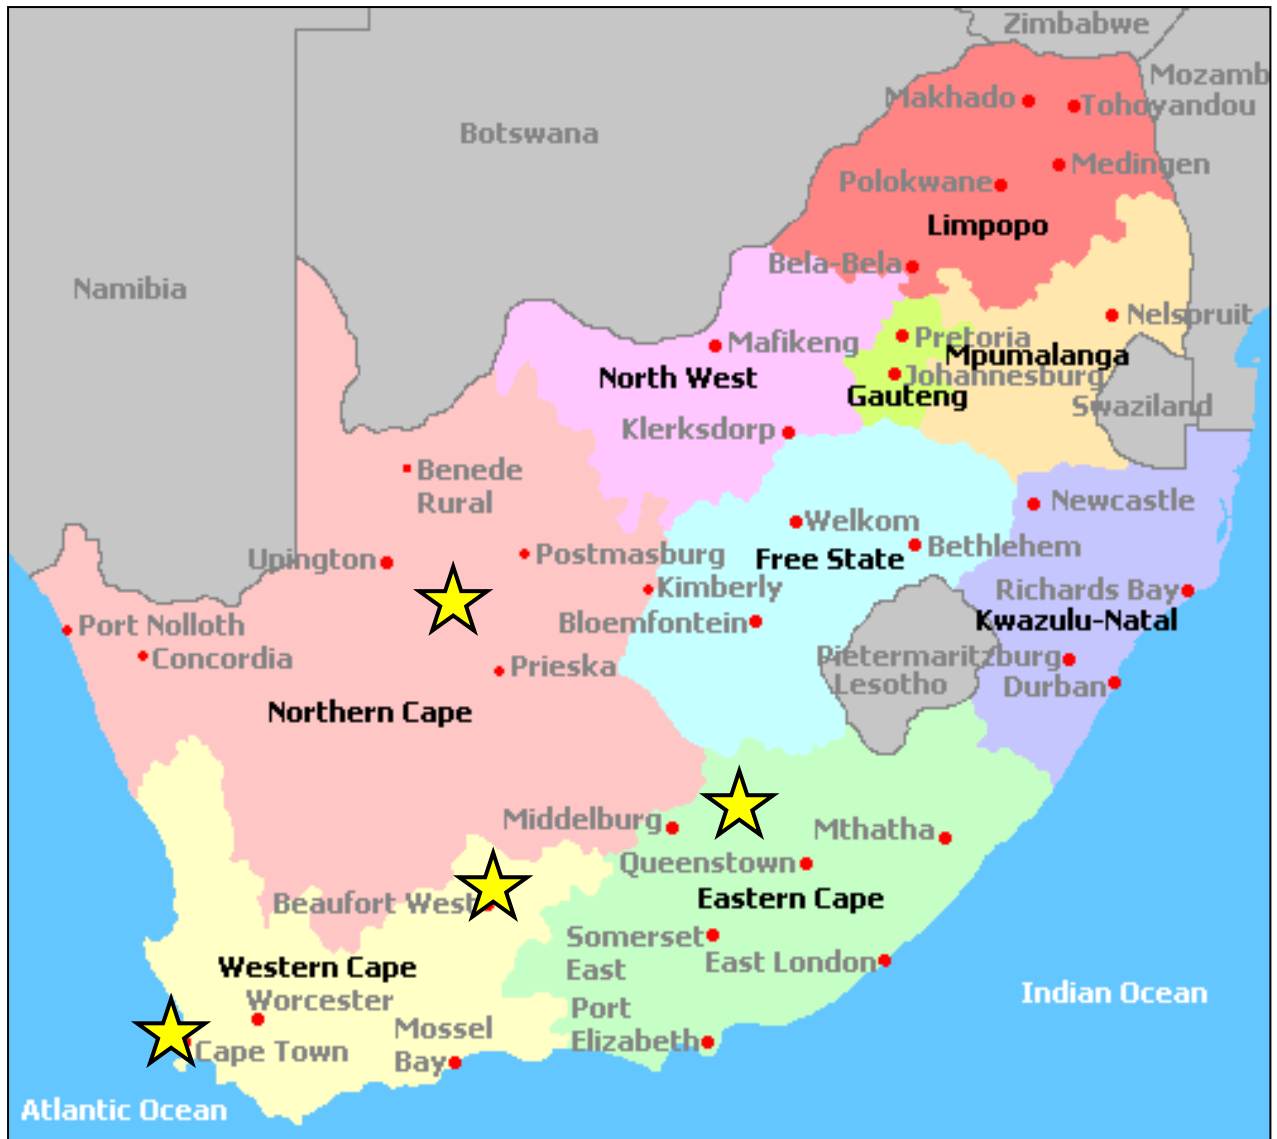 Zimbabwe
Mozamb
Makhado
Tohoyandou
Botswana
Medingen
Polokwane
Limpopo
Bela-Bela
Namibia
Nelspruit
Pretoria
Mafikeng
Mpumalanga
North West
Johannesburg
Gauteng
Swaziland
Klerksdorp
Benede
Rural
Newcastle
Welkom
Bethlehem
Upington
Postmasburg
Free State
Kimberly
Richards Bay
Port Nolloth
Bloemfontein
Kwazulu-Natal
Concordia
Prieska
Pietermaritzburg
Lesotho
Durban
Northern Cape
Middelburg
Mthatha
Queenstown
Beaufort West
Eastern Cape
Somerset
East
East London
Western Cape
Indian Ocean
Worcester
Port
Elizabeth
Mossel
Bay
Cape Town
Atlantic Ocean